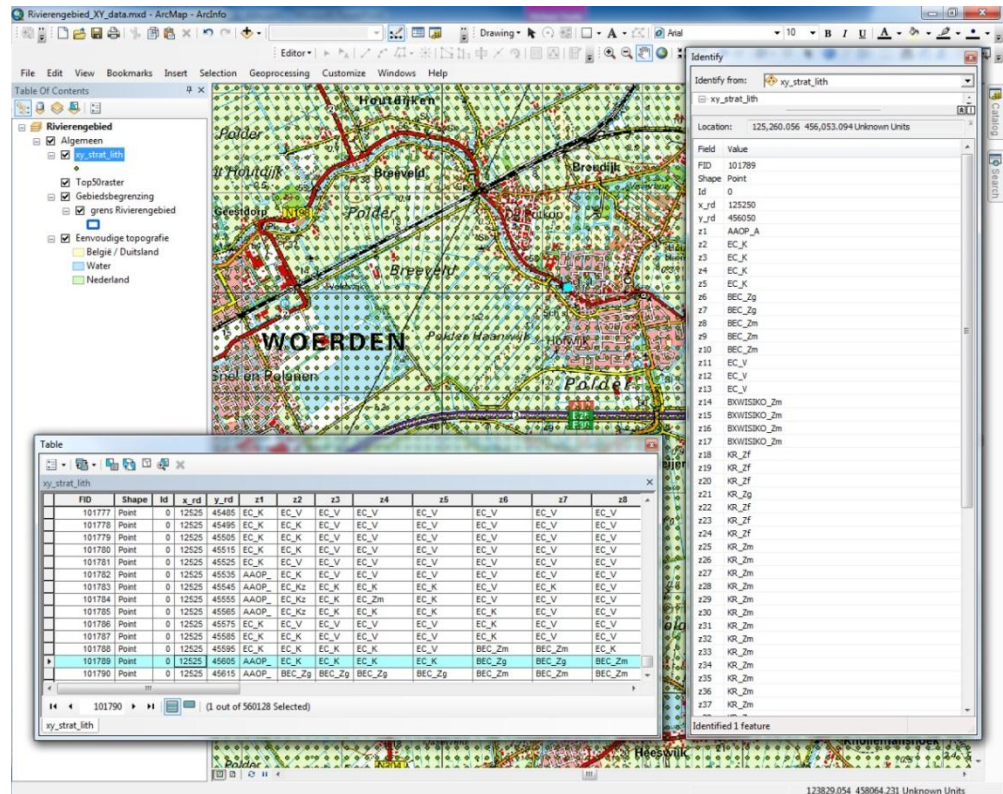 Rivierengebied_XY_data.mxd - ArcMap - ArcInfo
Drawing
Arial
10
B I U A
Editor
File Edit View Bookmarks Insert Selection Geoprocessing Customize Windows Help
Table Of Contents
Rivierengebied
Algemeen
xy_strat_lith
Top50raster
Gebiedsbegrenzing
grens Rivierengebied
Eenvoudige topografie
België / Duitsland
Water
Nederland
Houtdijken
Polder
Breeveld
Breudijk
Geestdorp
N198
Polder
Breeveld
WOERDEN
Polder Haanwijk
Hofwijk
Snel en Polanen
Polder
Identify
Identify from: xy_strat_lith
xy_strat_lith
Location: 125,260.056 456,053.094 Unknown Units
Field Value
FID 101789
Shape Point
Id 0
x_rd 125250
y_rd 456050
z1 AAOP_A
z2 EC_K
z3 EC_K
z4 EC_K
z5 EC_K
z6 BEC_Zg
z7 BEC_Zg
z8 BEC_Zm
z9 BEC_Zm
z10 BEC_Zm
z11 EC_V
z12 EC_V
z13 EC_V
z14 BXWISIKO_Zm
z15 BXWISIKO_Zm
z16 BXWISIKO_Zm
z17 BXWISIKO_Zm
z18 KR_Zf
z19 KR_Zf
z20 KR_Zf
z21 KR_Zg
z22 KR_Zf
z23 KR_Zf
z24 KR_Zf
z25 KR_Zm
z26 KR_Zm
z27 KR_Zm
z28 KR_Zm
z29 KR_Zm
z30 KR_Zm
z31 KR_Zm
z32 KR_Zm
z33 KR_Zm
z34 KR_Zm
z35 KR_Zm
z36 KR_Zm
z37 KR_Zm
Identified 1 feature
Catalog
Search
Table
xy_strat_lith
FID Shape Id x_rd y_rd z1 z2 z3 z4 z5 z6 z7 z8
101777 Point 0 12525 45485 EC_K EC_V EC_V EC_V EC_V EC_V EC_V EC_V
101778 Point 0 12525 45495 EC_K EC_K EC_V EC_V EC_V EC_V EC_V EC_V
101779 Point 0 12525 45505 EC_K EC_K EC_V EC_V EC_V EC_V EC_V EC_V
101780 Point 0 12525 45515 EC_K EC_K EC_V EC_V EC_V EC_V EC_V EC_V
101781 Point 0 12525 45525 EC_K EC_V EC_V EC_V EC_V EC_V EC_V EC_V
101782 Point 0 12525 45535 AAOP_ EC_Kz EC_K EC_V EC_V EC_V EC_V EC_V
101783 Point 0 12525 45545 AAOP_ EC_Kz EC_K EC_K EC_K EC_V EC_K EC_V
101784 Point 0 12525 45555 AAOP_ EC_Kz EC_K EC_Zm EC_K EC_V EC_V EC_V
101785 Point 0 12525 45565 AAOP_ EC_Kz EC_K EC_K EC_V EC_V EC_V EC_V
101786 Point 0 12525 45575 EC_K EC_V EC_K EC_V EC_V EC_V EC_V EC_V
101787 Point 0 12525 45585 EC_K EC_K EC_K EC_V EC_V EC_V EC_V EC_V
101788 Point 0 12525 45595 EC_K EC_K EC_K EC_V EC_V BEC_Zm BEC_Zm EC_V
101789 Point 0 12525 45605 AAOP_ EC_K EC_K EC_K EC_K BEC_Zg BEC_Zg BEC_Zm
101790 Point 0 12525 45615 AAOP_ BEC_Zg BEC_Zg BEC_Zg BEC_Zg BEC_Zm BEC_Zm BEC_Zm
101790 (1 out of 560128 Selected)
xy_strat_lith
Heeswijk
Knollemanshoek
Polder
123829.054 458064.231 Unknown Units